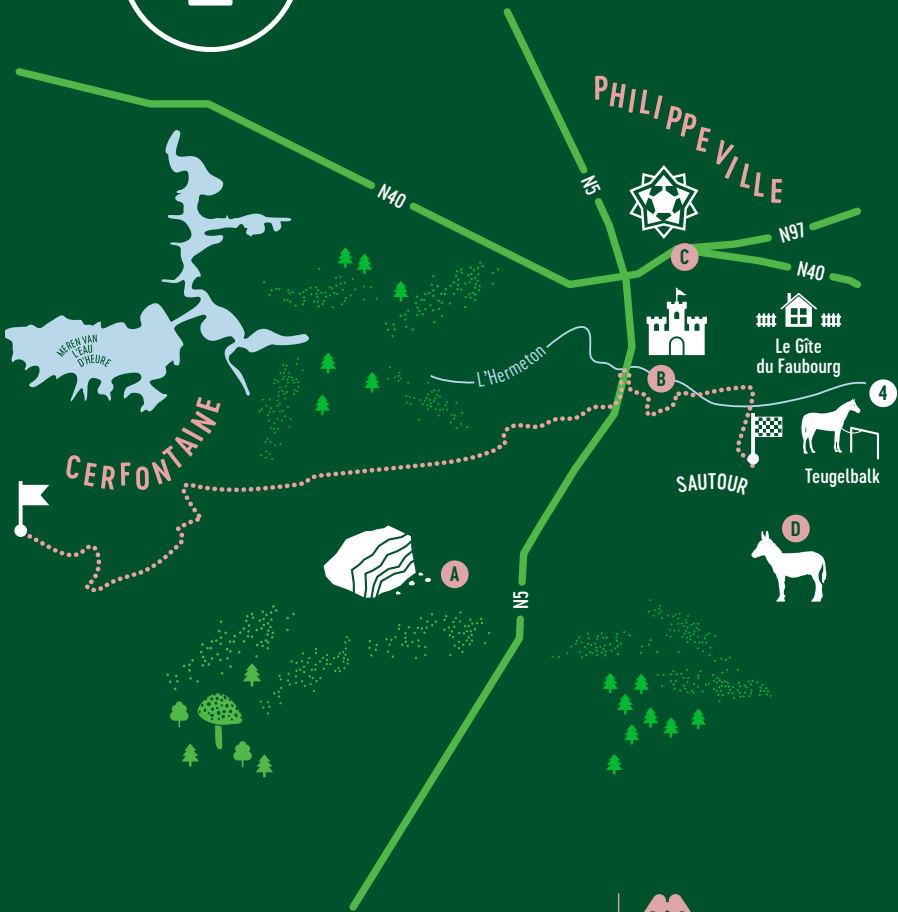 PHILIPPEVILLE
N5
N40
N97
C
N40
MEREN VAN
L'EAU
D'HEURE
L'Hermeton
Le Gîte
du Faubourg
B
4
CERFONTAINE
SAUTOUR
Teugelbalk
D
A
N5